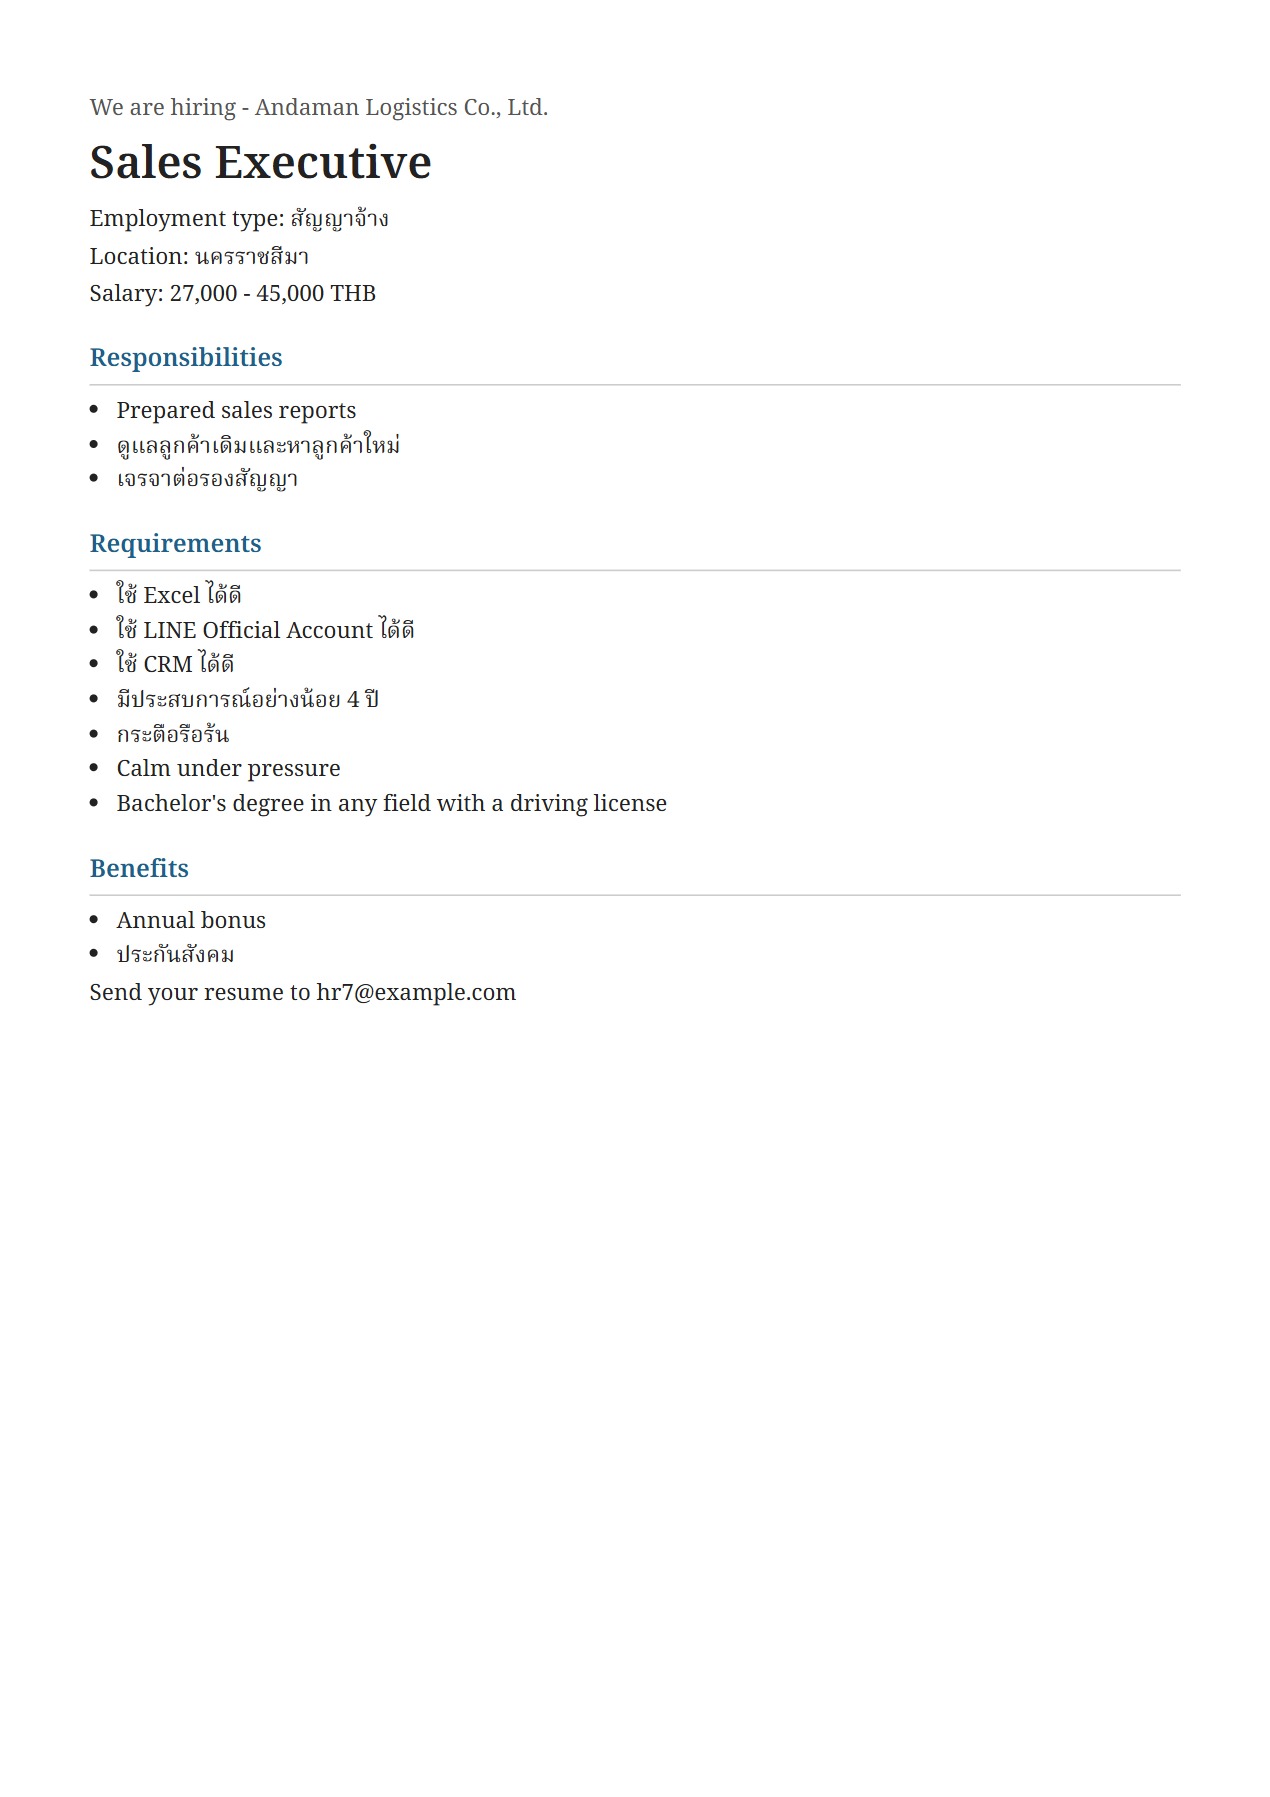 We are hiring - Andaman Logistics Co., Ltd.
Sales Executive
Employment type: สัญญาจ้าง
Location: นครราชสีมา
Salary: 27,000 - 45,000 THB
Responsibilities
• Prepared sales reports
• ดูแลลูกค้าเดิมและหาลูกค้าใหม่
• เจรจาต่อรองสัญญา
Requirements
• ใช้ Excel ได้ดี
• ใช้ LINE Official Account ได้ดี
• ใช้ CRM ได้ดี
• มีประสบการณ์อย่างน้อย 4 ปี
• กระตือรือร้น
• Calm under pressure
• Bachelor's degree in any field with a driving license
Benefits
• Annual bonus
• ประกันสังคม
Send your resume to hr7@example.com